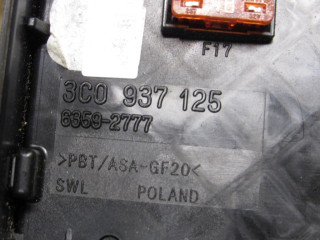 F17
3C0 937 125
6359-2777
>PBT/ASA-GF20<
SWL POLAND